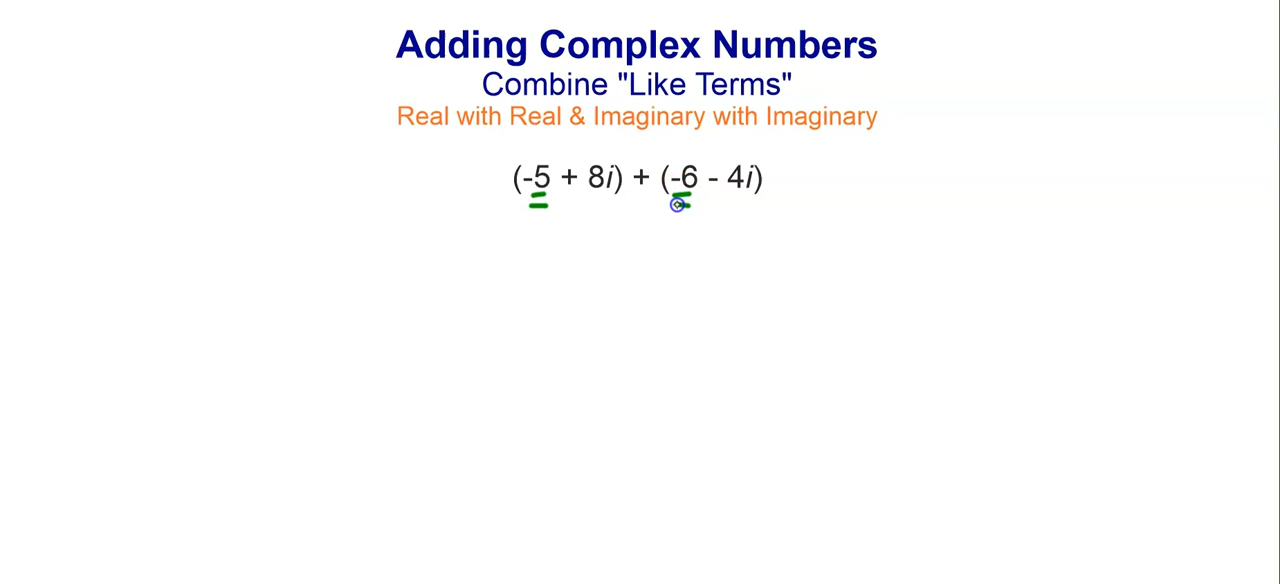 Adding Complex Numbers
Combine "Like Terms"
Real with Real & Imaginary with Imaginary
(-5 + 8i) + (-6 - 4i)